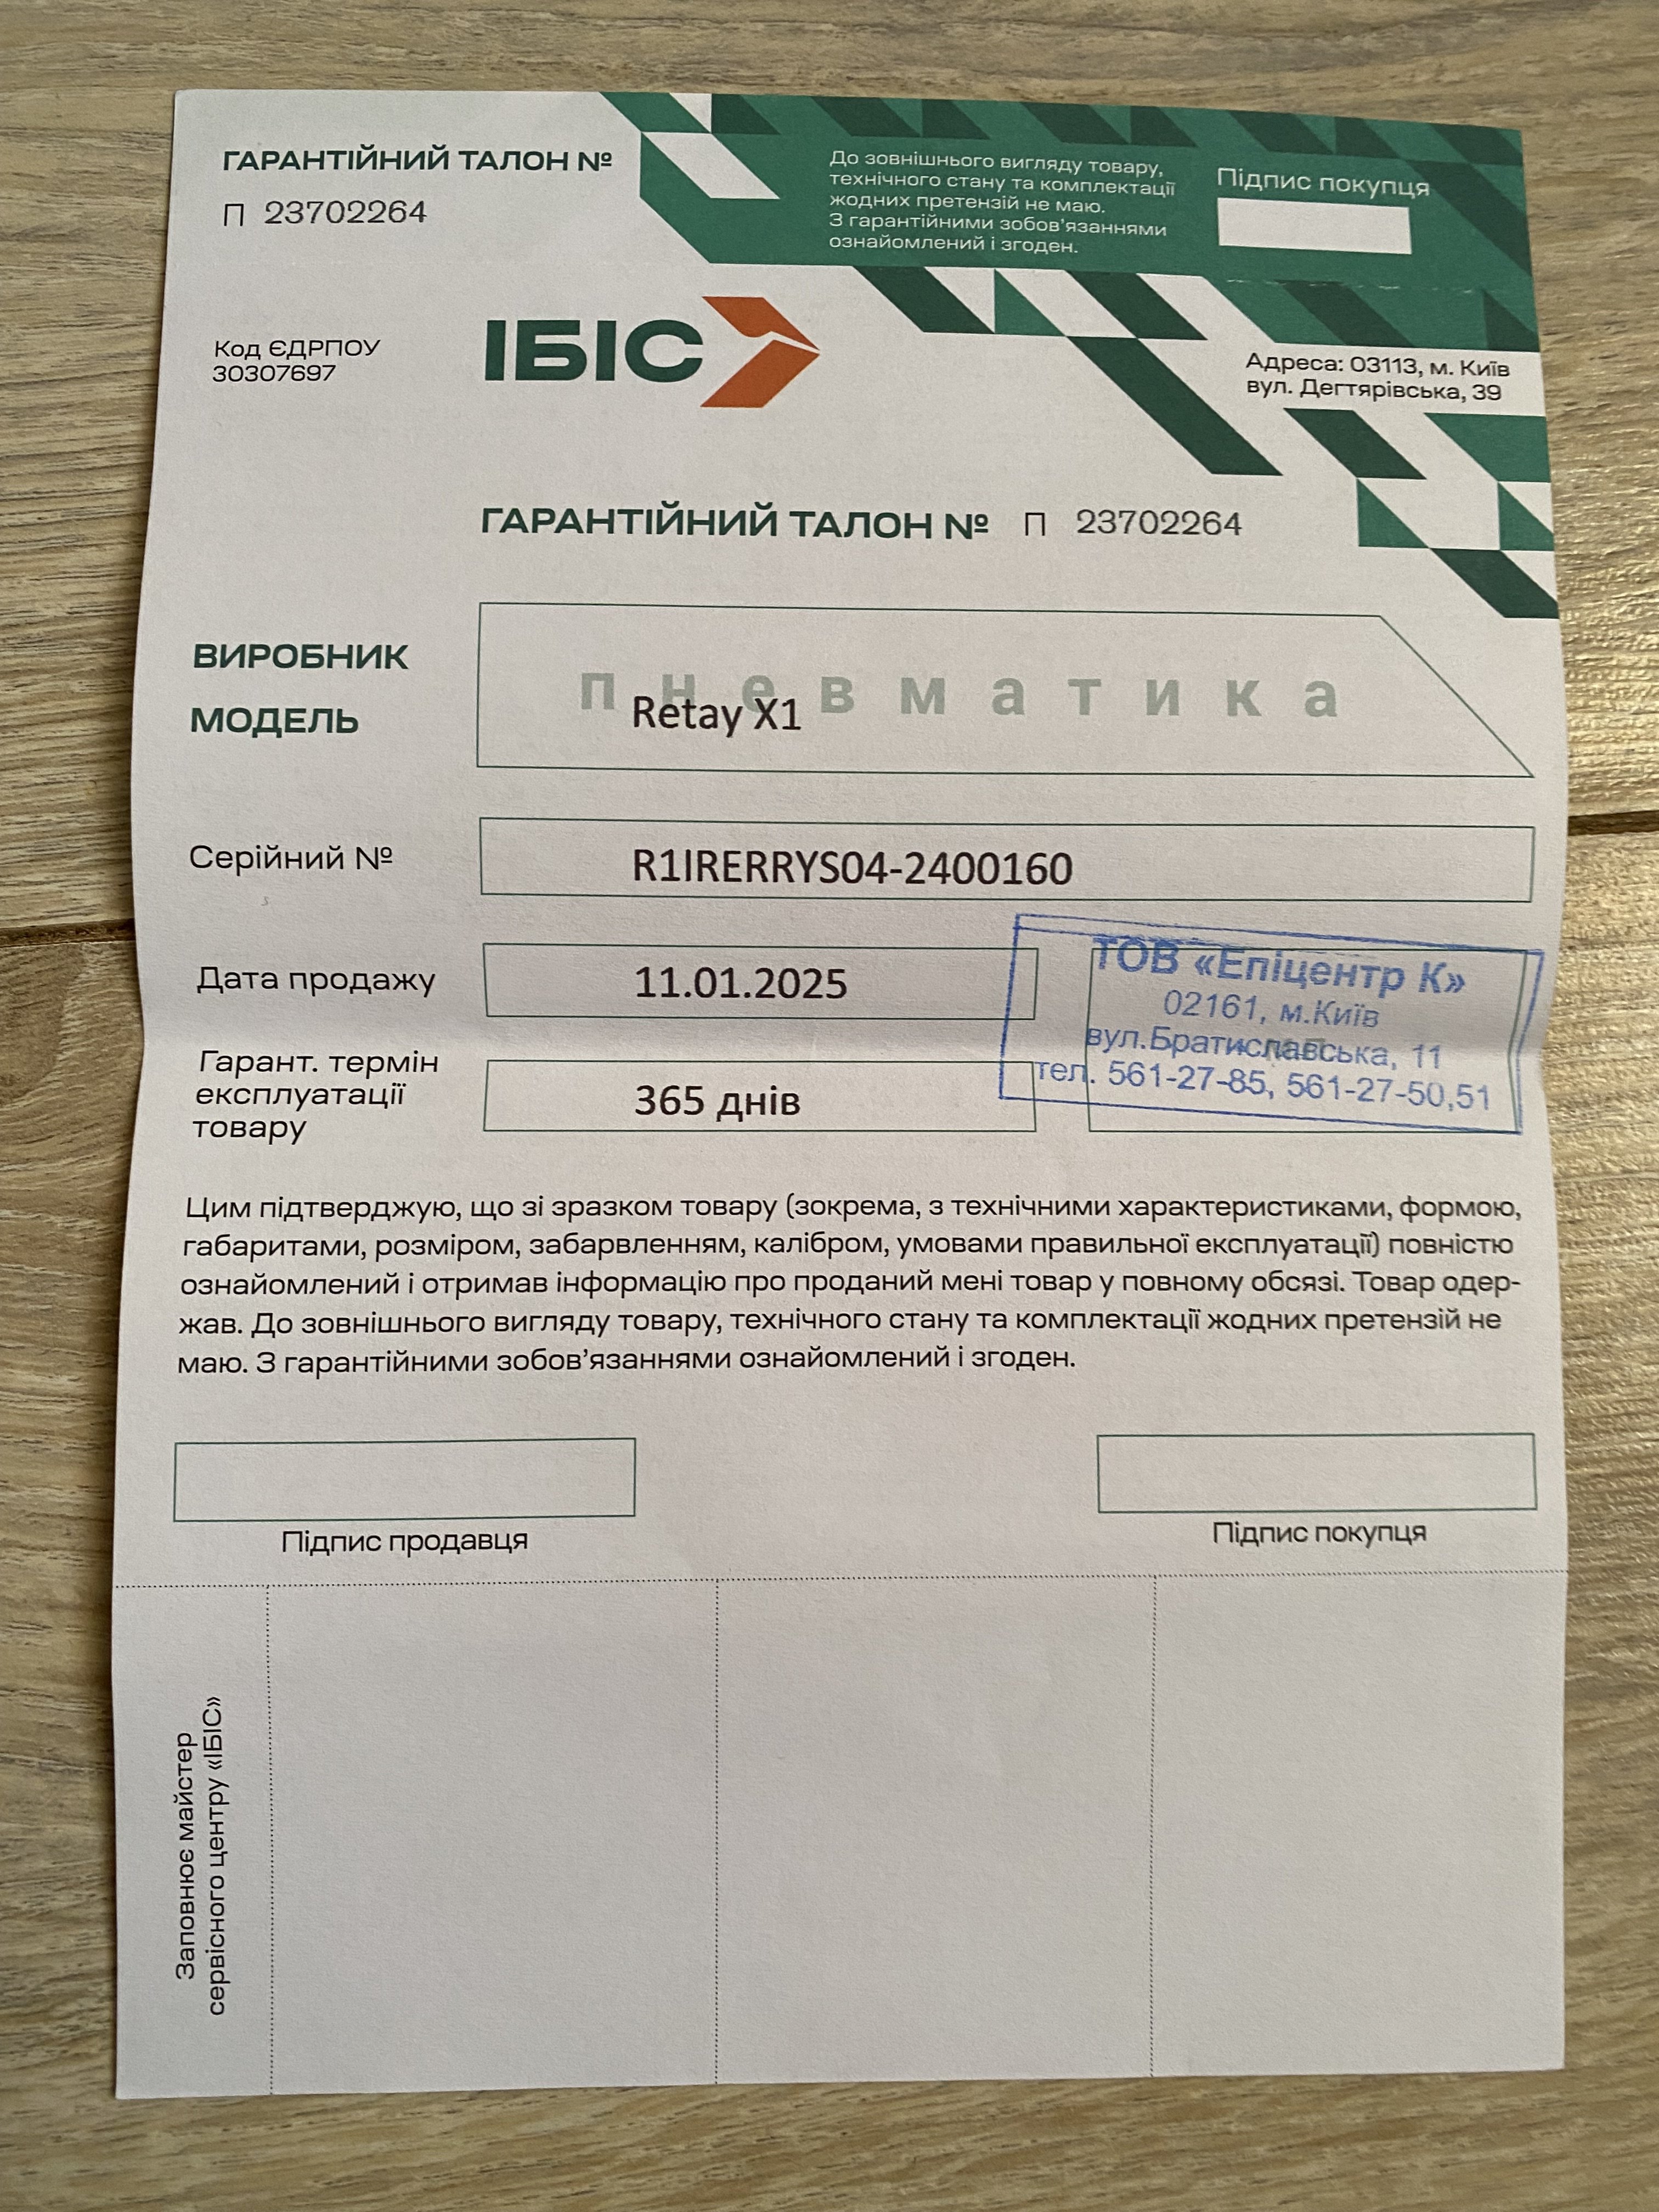 ГАРАНТІЙНИЙ ТАЛОН №
П 23702264
До зовнішнього вигляду товару,
технічного стану та комплектації
жодних претензій не маю.
З гарантійними зобов'язаннями
ознайомлений і згоден.
Підпис покупця
Код ЄДРПОУ
30307697
ІБІС
Адреса: 03113, м. Київ
вул. Дегтярівська, 39
ГАРАНТІЙНИЙ ТАЛОН № П 23702264
ВИРОБНИК
МОДЕЛЬ
пневматика
Retay X1
Серійний №
R1IRERRYS04-2400160
Дата продажу
11.01.2025
Гарант. термін
експлуатації
товару
365 днів
ТОВ «Епіцентр К»
02161, м.Київ
вул.Братиславська, 11
тел. 561-27-85, 561-27-50,51
Цим підтверджую, що зі зразком товару (зокрема, з технічними характеристиками, формою,
габаритами, розміром, забарвленням, калібром, умовами правильної експлуатації) повністю
ознайомлений і отримав інформацію про проданий мені товар у повному обсязі. Товар одер-
жав. До зовнішнього вигляду товару, технічного стану та комплектації жодних претензій не
маю. З гарантійними зобов'язаннями ознайомлений і згоден.
Підпис продавця
Підпис покупця
Заповнює майстер
сервісного центру «ІБІС»